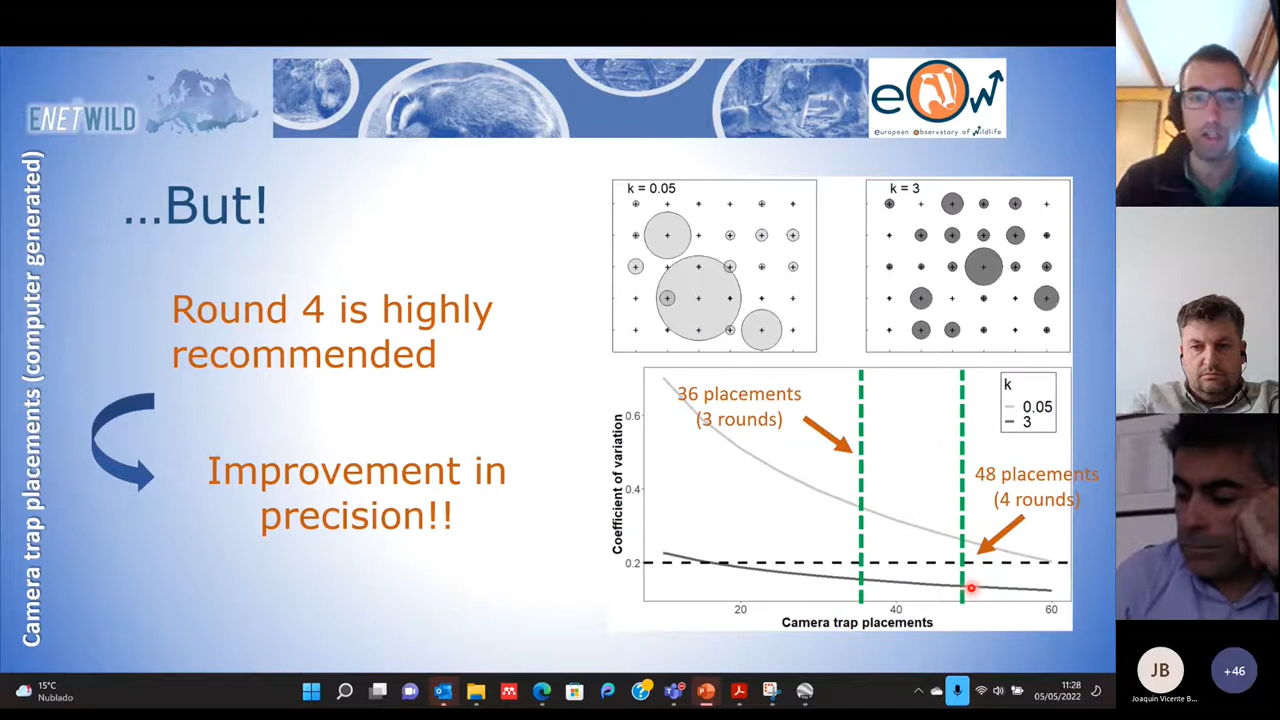 ENETWILD
eOw
european observatory of wildlife
Camera trap placements (computer generated)
...But!
Round 4 is highly
recommended
Improvement in
precision!!
k = 0.05
k = 3
36 placements
(3 rounds)
48 placements
(4 rounds)
k
0.05
3
Coefficient of variation
0.6
0.4
0.2
20
40
60
Camera trap placements
JB
Joaquín Vicente B...
+46
15°C
Nublado
11:28
05/05/2022